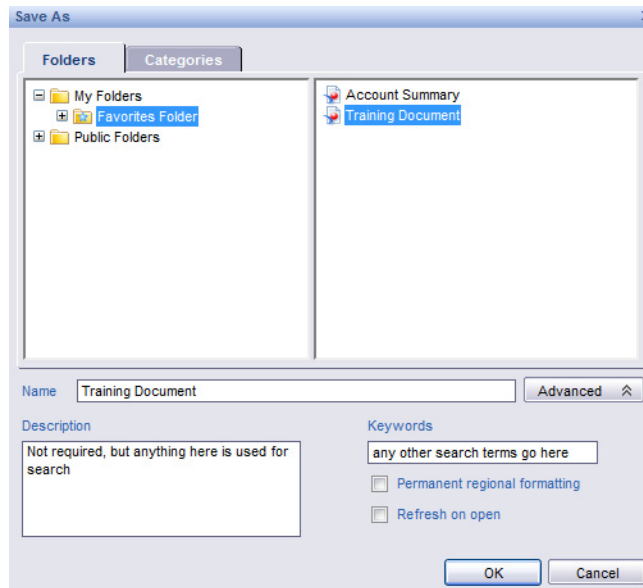 Save As
Folders
Categories
My Folders
Favorites Folder
Public Folders
Account Summary
Training Document
Name
Training Document
Advanced
Description
Not required, but anything here is used for
search
Keywords
any other search terms go here
Permanent regional formatting
Refresh on open
OK
Cancel